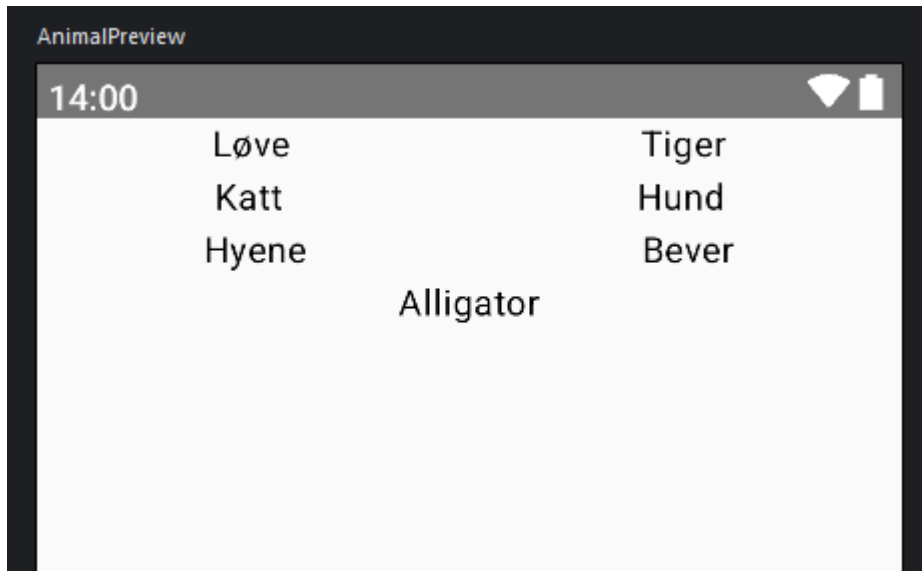 AnimalPreview
14:00
Løve Tiger
Katt Hund
Hyene Bever
Alligator